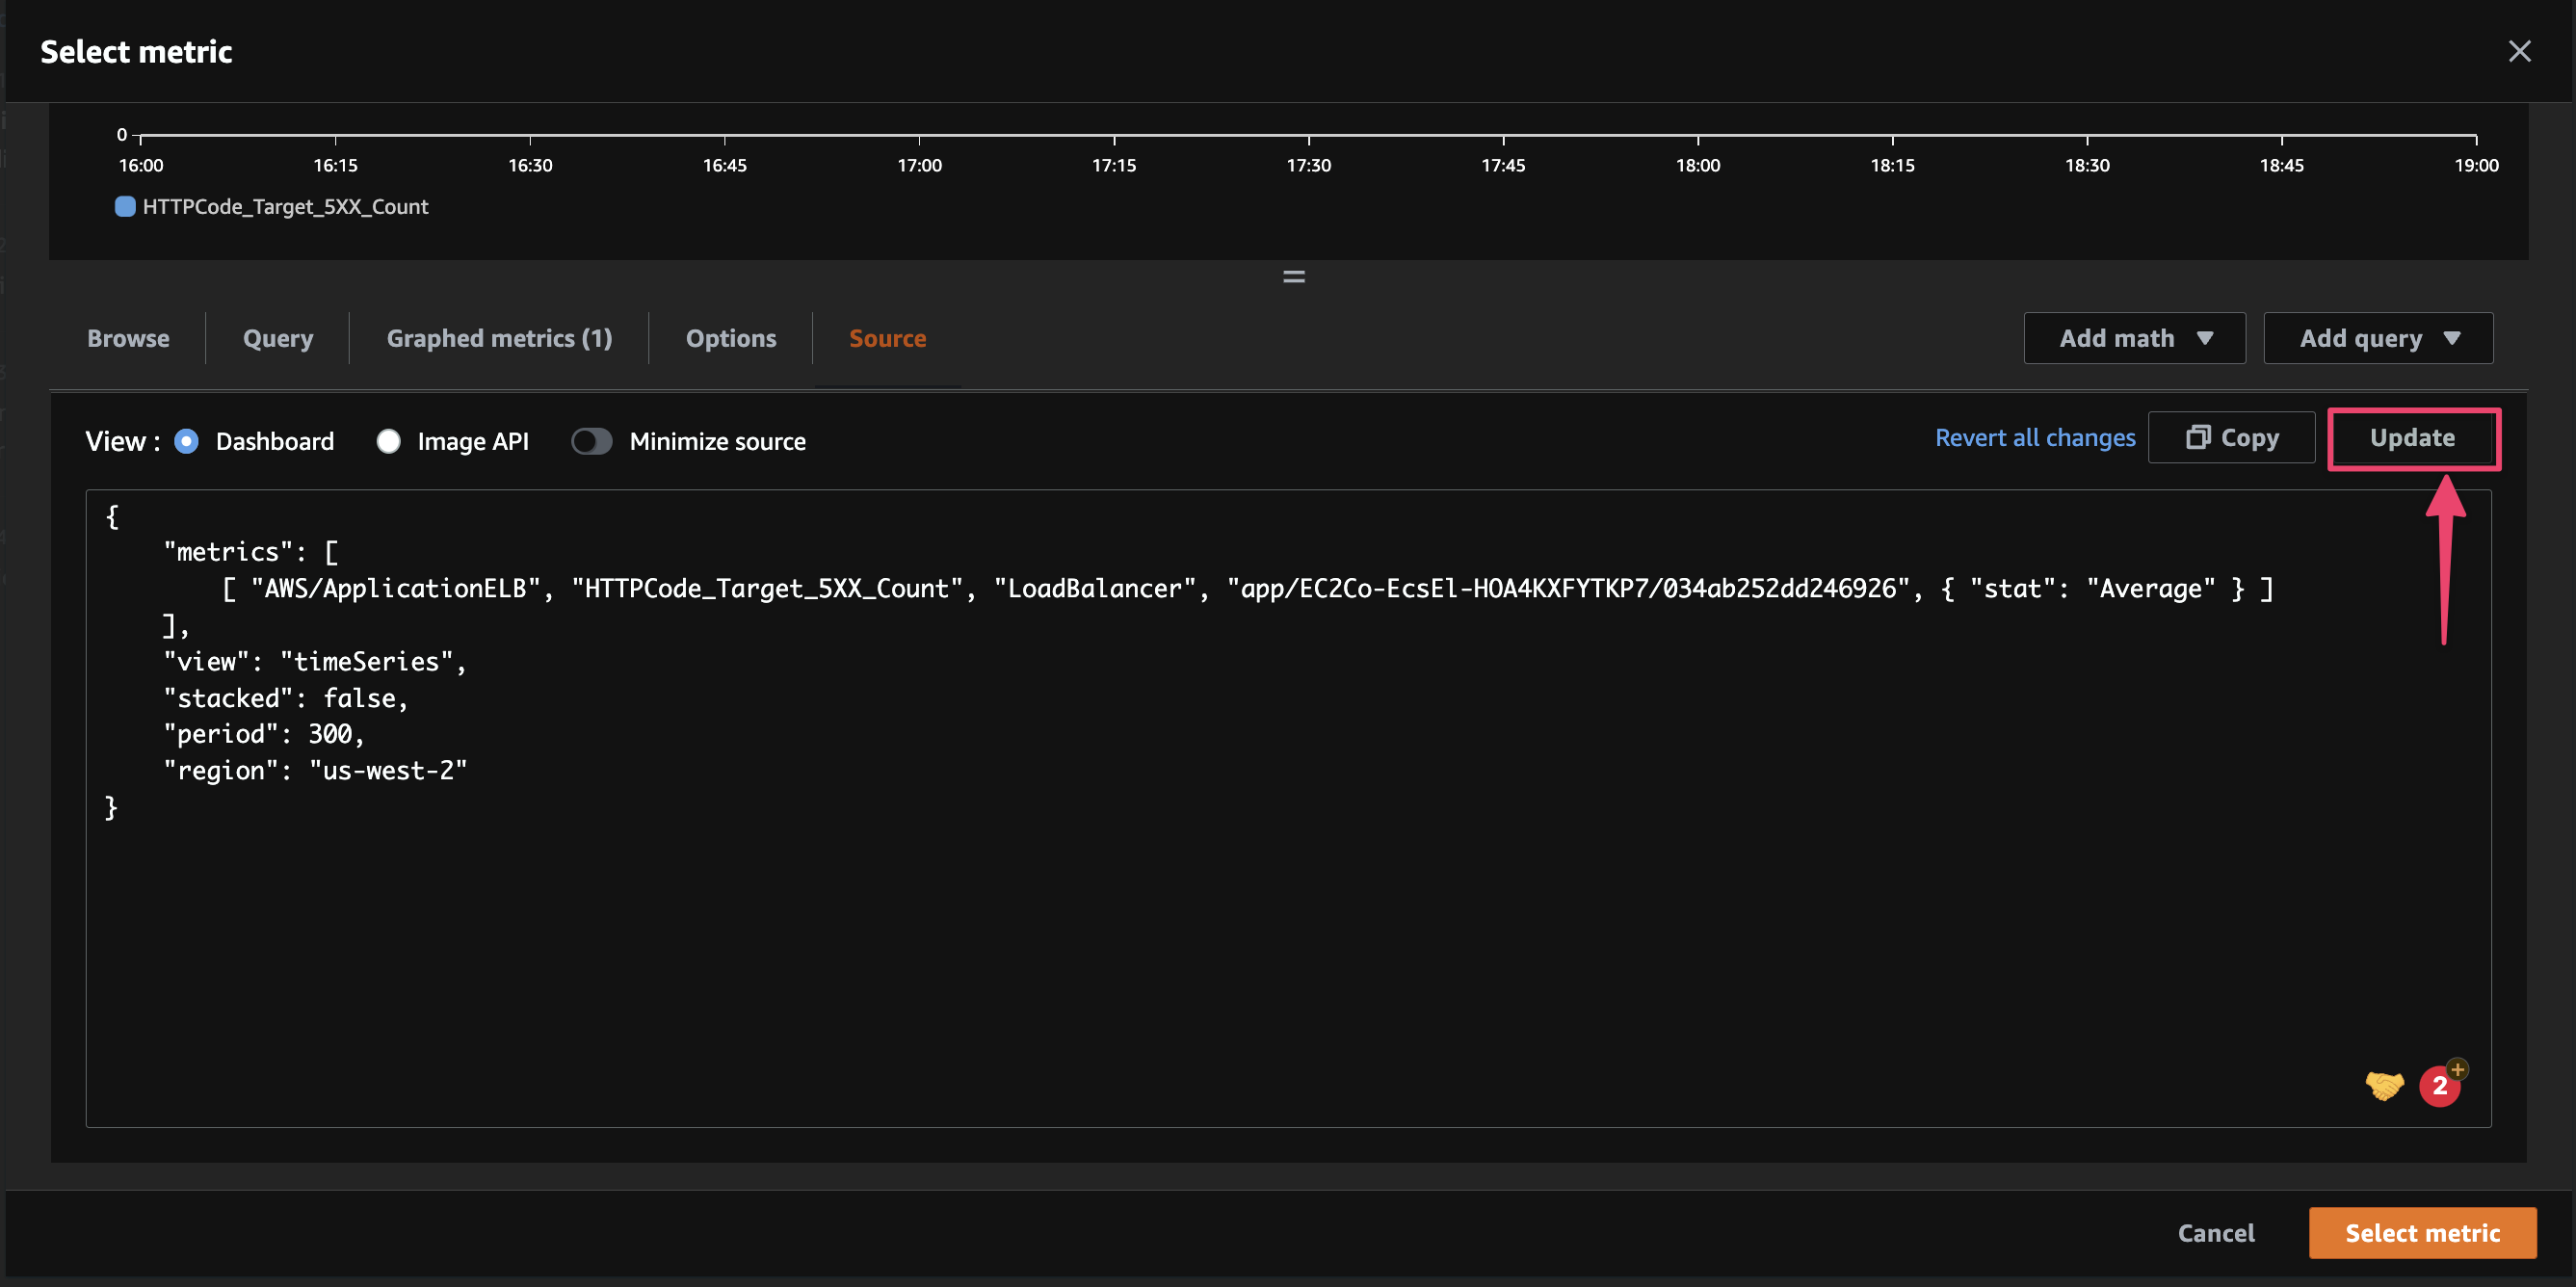 Select metric
0
16:00 16:15 16:30 16:45 17:00 17:15 17:30 17:45 18:00 18:15 18:30 18:45 19:00
HTTPCode_Target_5XX_Count
Browse Query Graphed metrics (1) Options Source Add math Add query
View : Dashboard Image API Minimize source Revert all changes Copy Update
{
"metrics": [
[ "AWS/ApplicationELB", "HTTPCode_Target_5XX_Count", "LoadBalancer", "app/EC2Co-EcsEl-HOA4KXFYTKP7/034ab252dd246926", { "stat": "Average" } ]
],
"view": "timeSeries",
"stacked": false,
"period": 300,
"region": "us-west-2"
}
2
Cancel Select metric